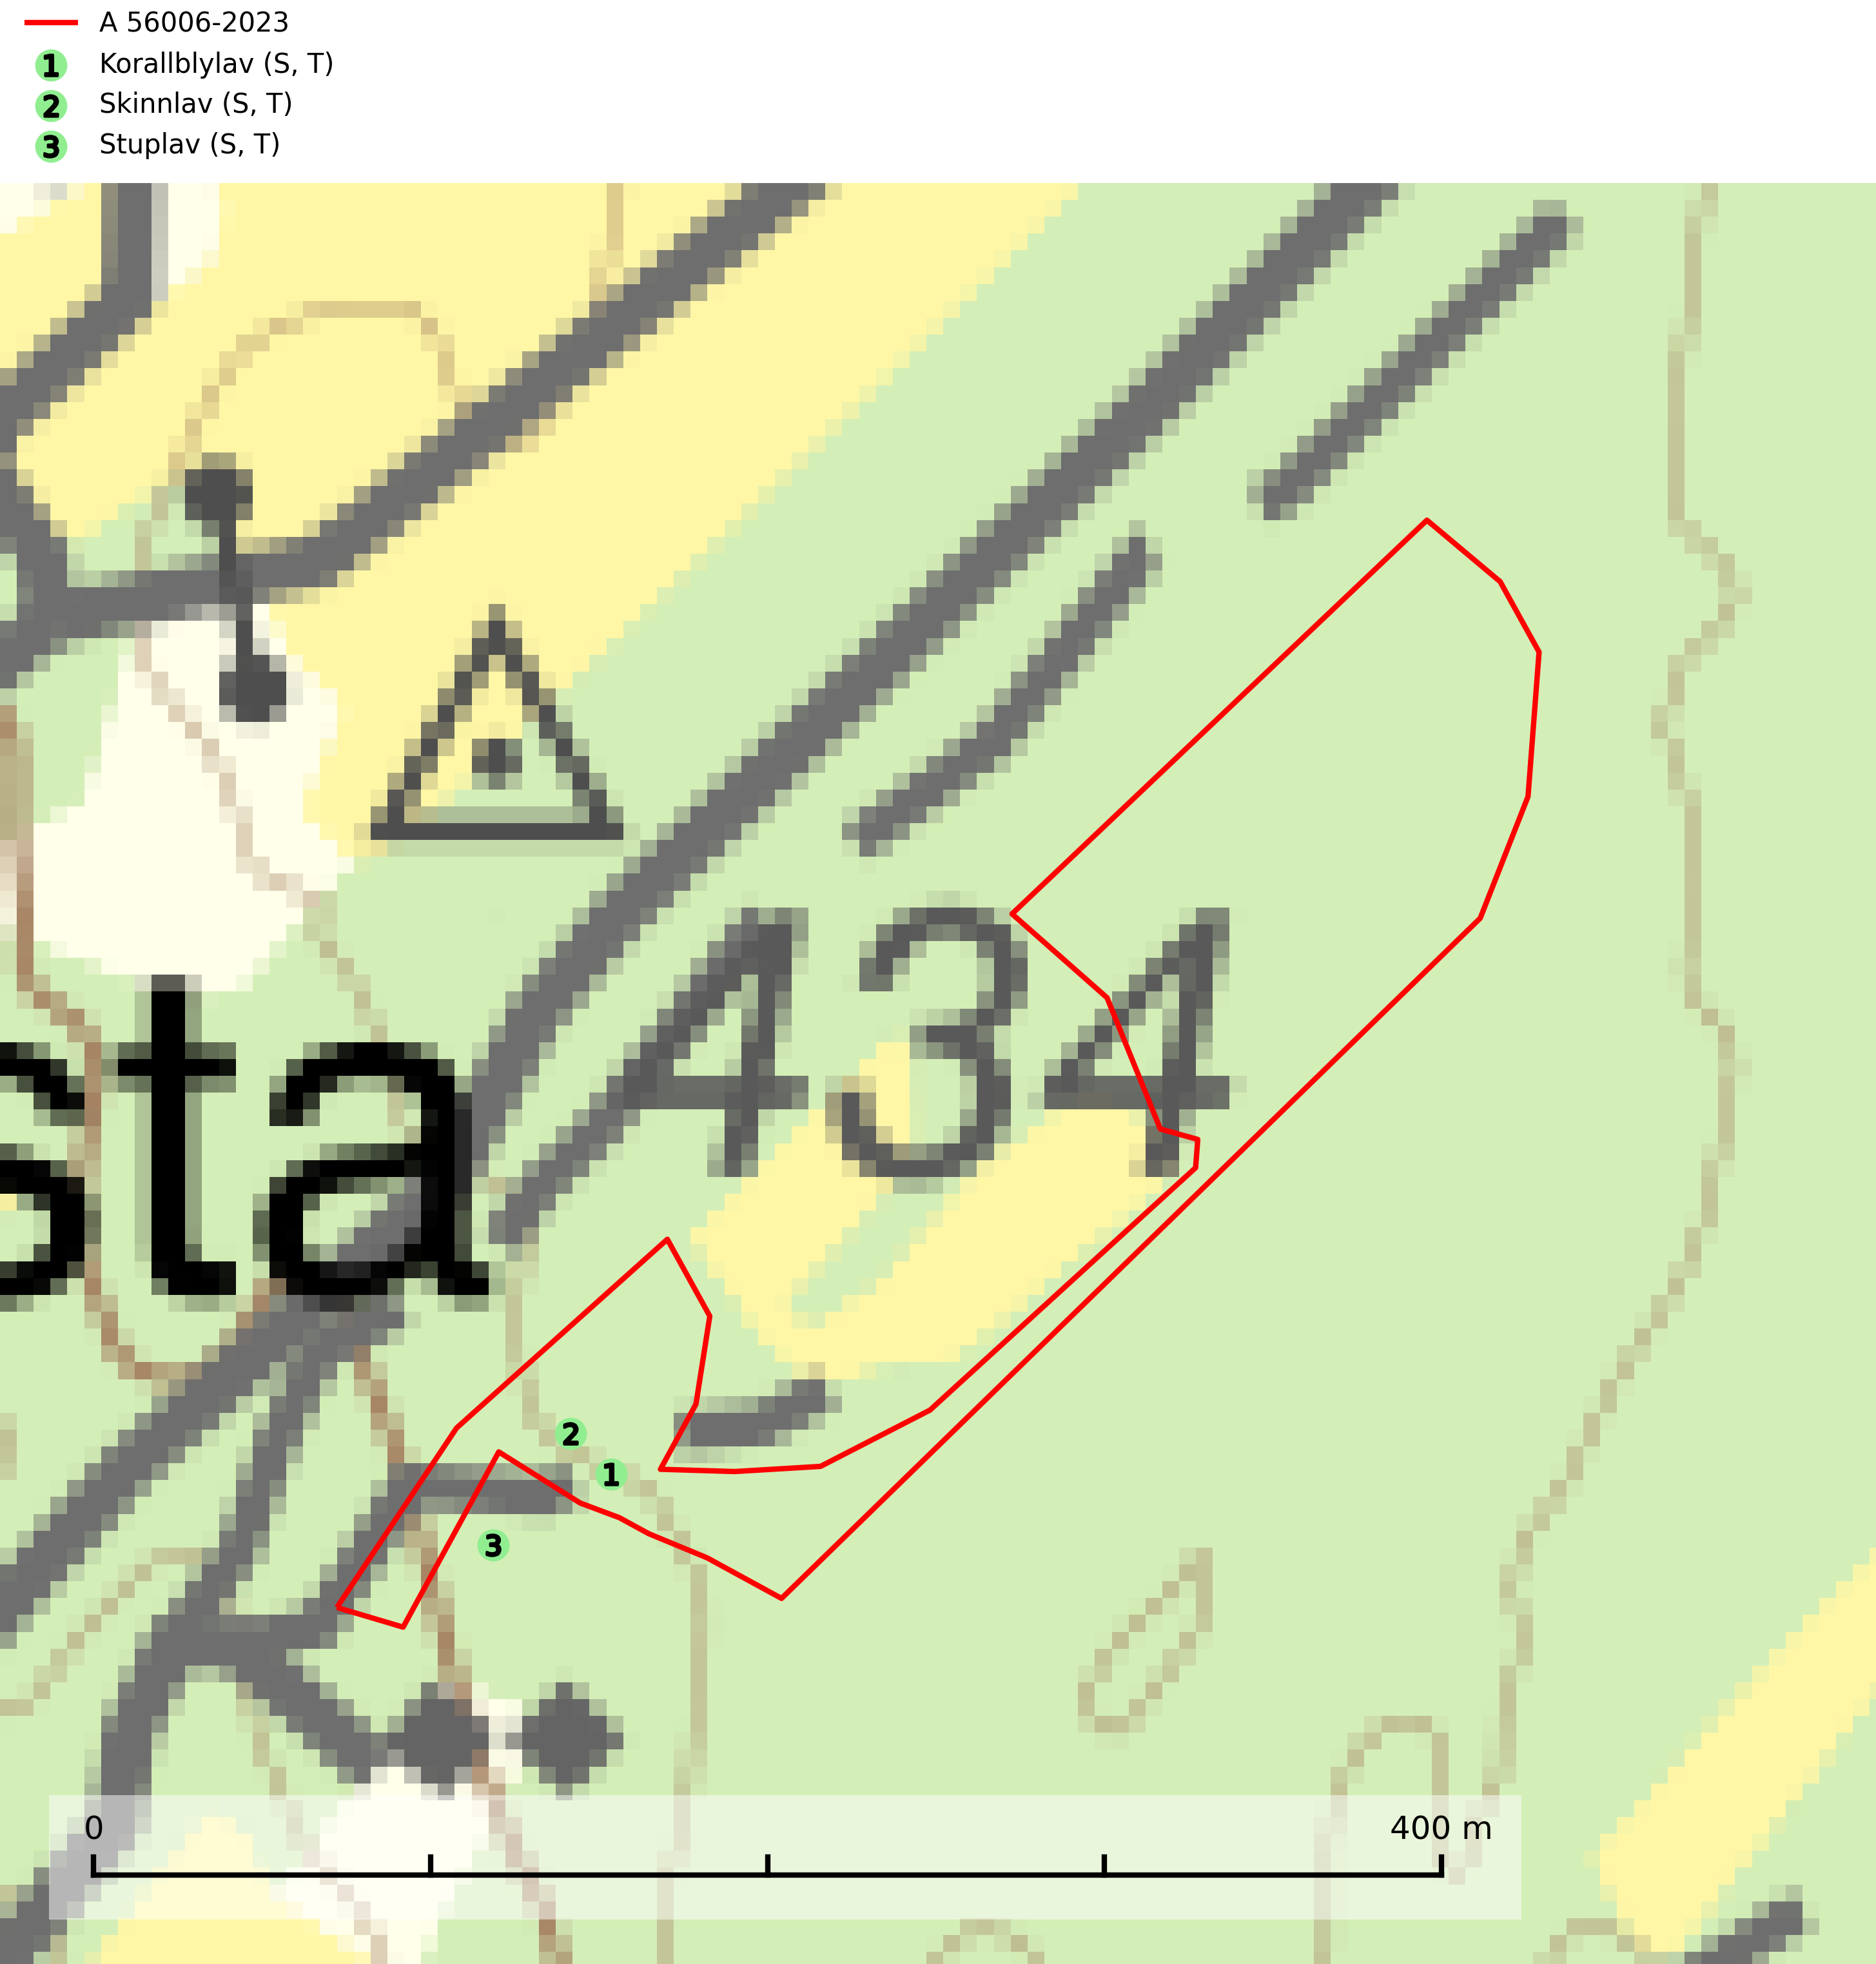 A 56006-2023
1 Korallblylav (S, T)
2 Skinnlav (S, T)
3 Stuplav (S, T)
434
sta
2
1
3
0 400 m